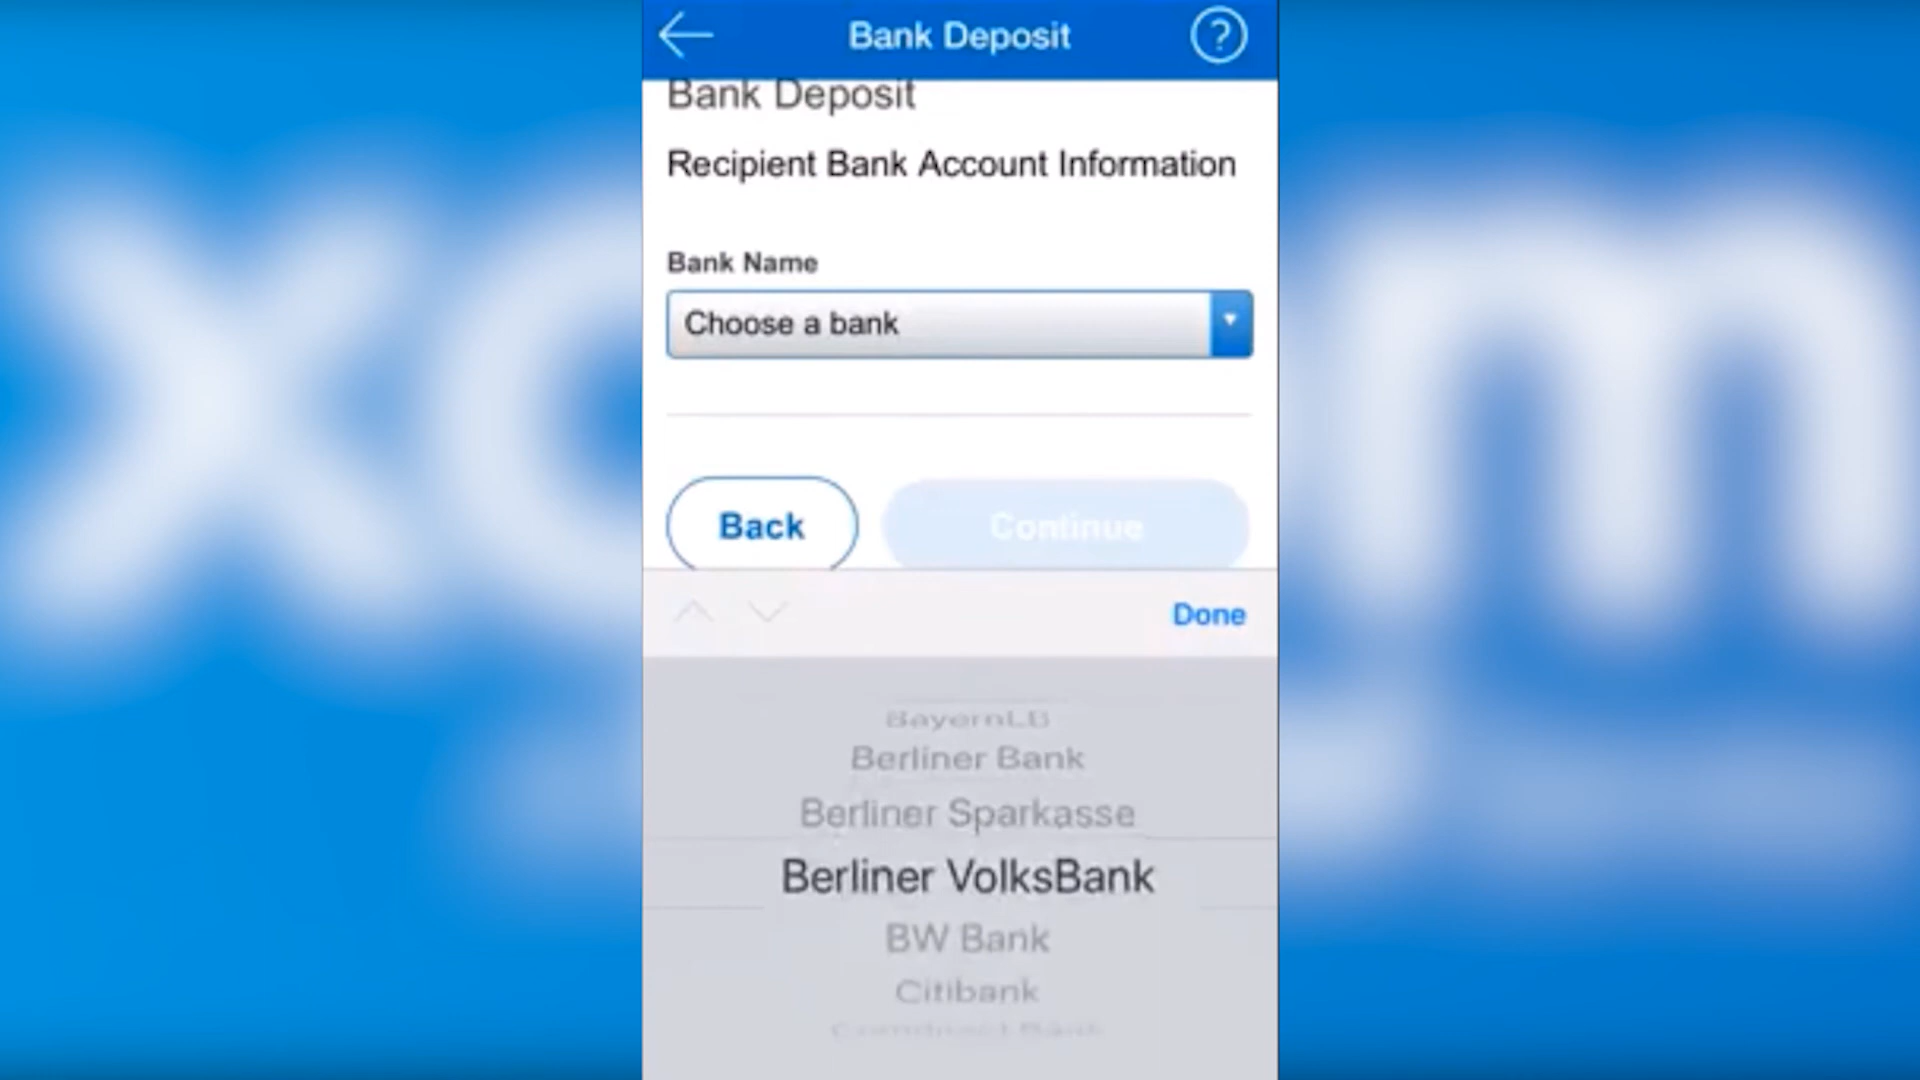 Bank Deposit
Bank Deposit
Recipient Bank Account Information
Bank Name
Choose a bank
Back
Continue
Done
BayernLB
Berliner Bank
Berliner Sparkasse
Berliner VolksBank
BW Bank
Citibank